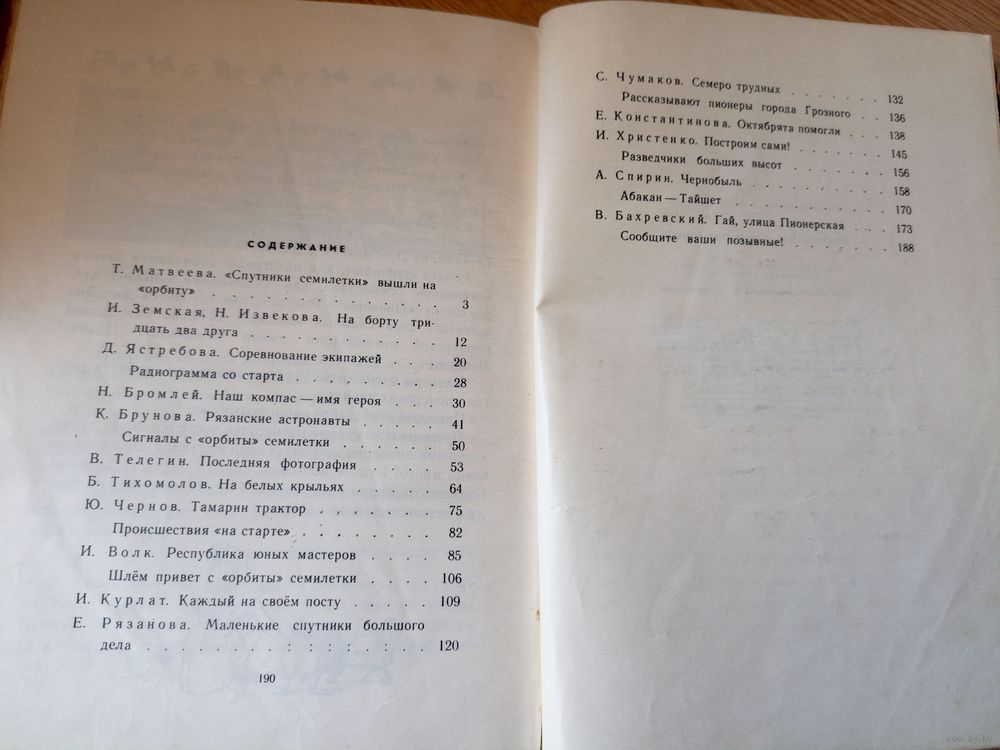 СОДЕРЖАНИЕ
Т. Матвеева. «Спутники семилетки» вышли на
«орбиту» . . . . . . . . . . . . . . 3
И. Земская, Н. Извекова. На борту три-
дцать два друга . . . . . . . . . . . 12
Д. Ястребова. Соревнование экипажей . . . 20
Радиограмма со старта . . . . . . . . 28
Н. Бромлей. Наш компас — имя героя . . . 30
К. Брунова. Рязанские астронавты . . . . . 41
Сигналы с «орбиты» семилетки . . . . . 50
В. Телегин. Последняя фотография . . . . 53
Б. Тихомолов. На белых крыльях . . . . . 64
Ю. Чернов. Тамарин трактор . . . . . . 75
Происшествия «на старте» . . . . . . . . 82
И. Волк. Республика юных мастеров . . . . 85
Шлём привет с «орбиты» семилетки . . . . 106
И. Курлат. Каждый на своём посту . . . . . 109
Е. Рязанова. Маленькие спутники большого
дела . . . . . . . . . . . . 120
190
С. Чумаков. Семеро трудных . . . . . . . 132
Рассказывают пионеры города Грозного . . 136
Е. Константинова. Октябрята помогли . . . 138
И. Христенко. Построим сами! . . . . . . . 145
Разведчики больших высот . . . . . . . 156
А. Спирин. Чернобыль . . . . . . . . . . 158
Абакан — Тайшет . . . . . . . . . . . 170
В. Бахревский. Гай, улица Пионерская . . . 173
Сообщите ваши позывные! . . . . . . . 188
www.ay.by